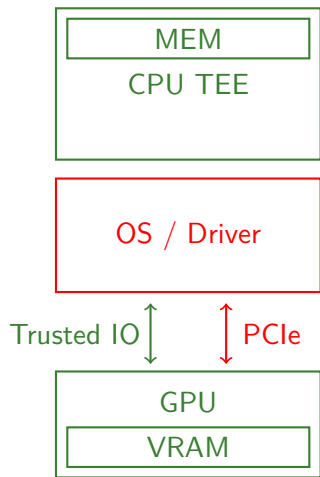 MEM
CPU TEE
OS / Driver
Trusted IO
PCIe
GPU
VRAM